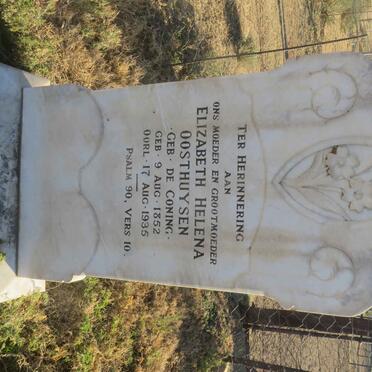 TER HERINNERING
AAN
ONS MOEDER EN GROOTMOEDER
ELIZABETH HELENA
OOSTHUYSEN
GEB · DE CONING ·
GEB · 9 AUG · 1852
OORL · 17 AUG · 1935
PSALM 90, VERS 10.